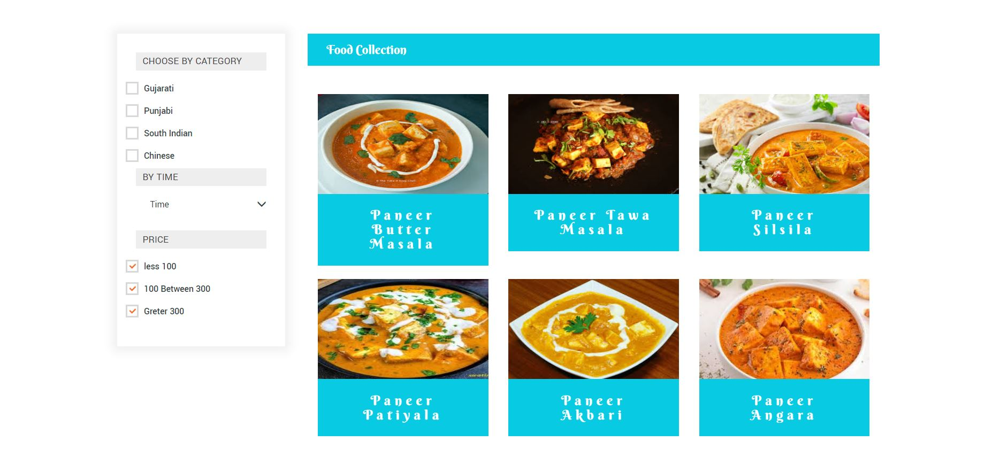 CHOOSE BY CATEGORY
Gujarati
Punjabi
South Indian
Chinese
BY TIME
Time
PRICE
less 100
100 Between 300
Greter 300
Food Collection
Paneer
Butter
Masala
Paneer Tawa
Masala
Paneer
Silsila
Paneer
Patiyala
Paneer
Akbari
Paneer
Angara